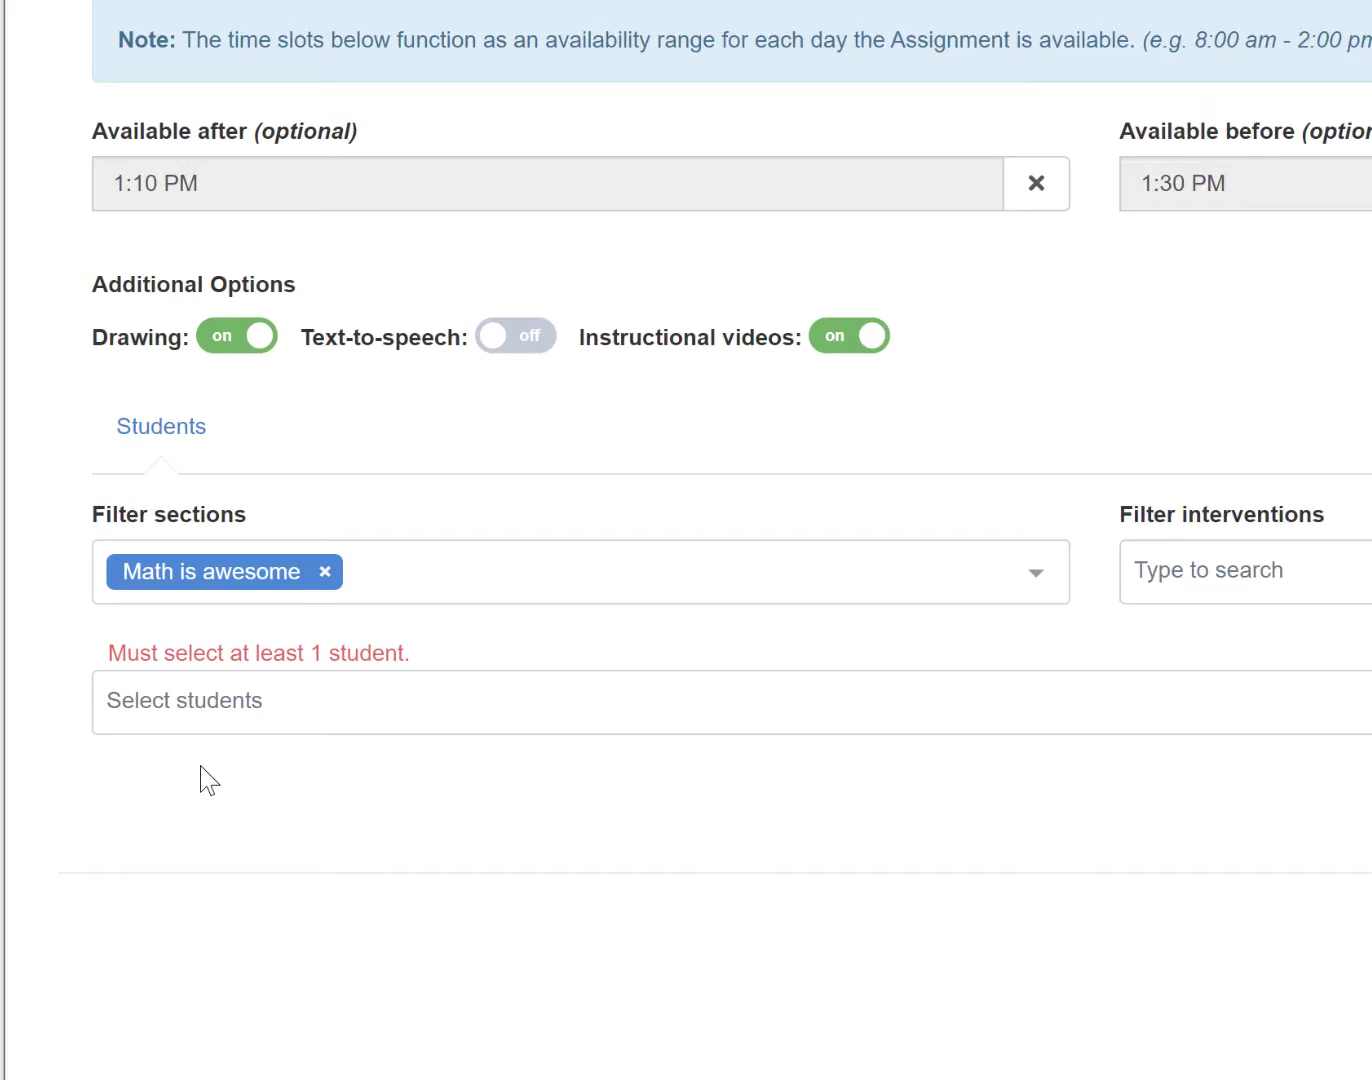 Note: The time slots below function as an availability range for each day the Assignment is available. (e.g. 8:00 am - 2:00
Available after (optional)
Available before
1:10 PM
1:30 PM
Additional Options
Drawing: on Text-to-speech: off Instructional videos: on
Students
Filter sections
Filter interventions
Math is awesome ×
Type to search
Must select at least 1 student.
Select students